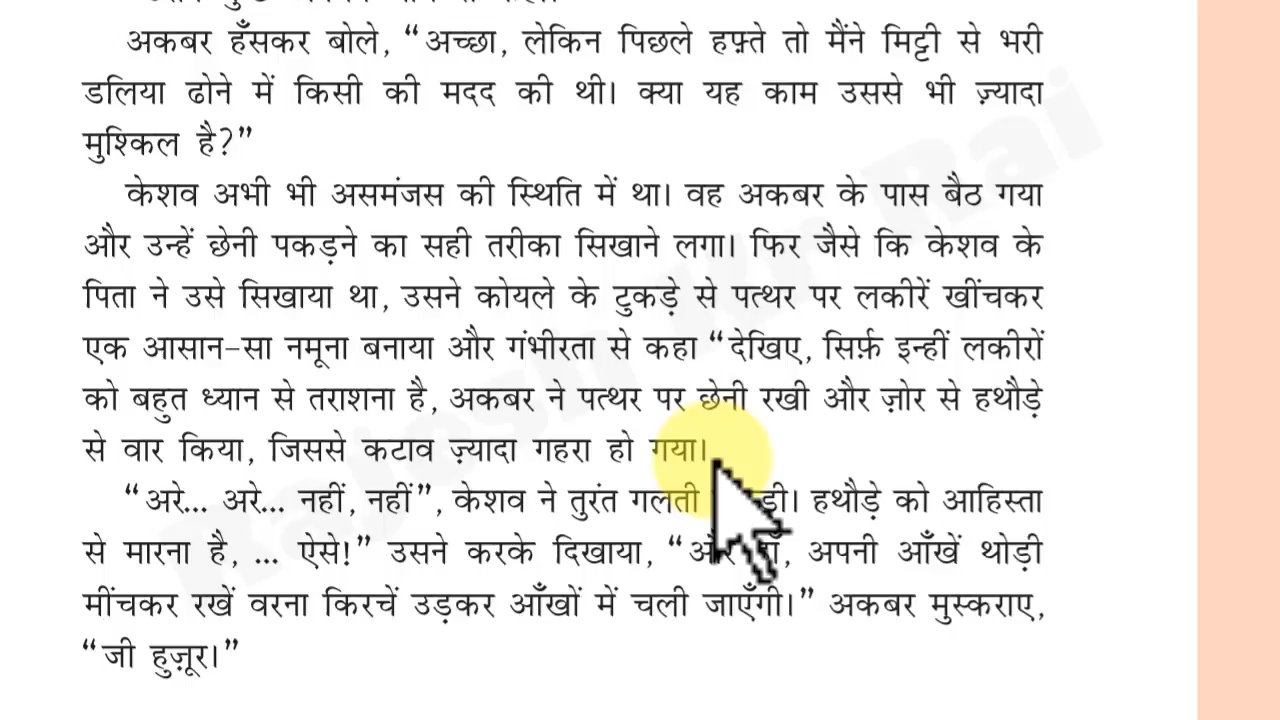 अकबर हँसकर बोले, “अच्छा, लेकिन पिछले हफ़्ते तो मैंने मिट्टी से भरी
डलिया ढोने में किसी की मदद की थी। क्या यह काम उससे भी ज़्यादा
मुश्किल है?”
केशव अभी भी असमंजस की स्थिति में था। वह अकबर के पास बैठ गया
और उन्हें छेनी पकड़ने का सही तरीका सिखाने लगा। फिर जैसे कि केशव के
पिता ने उसे सिखाया था, उसने कोयले के टुकड़े से पत्थर पर लकीरें खींचकर
एक आसान-सा नमूना बनाया और गंभीरता से कहा “देखिए, सिर्फ़ इन्हीं लकीरों
को बहुत ध्यान से तराशना है, अकबर ने पत्थर पर छेनी रखी और ज़ोर से हथौड़े
से वार किया, जिससे कटाव ज़्यादा गहरा हो गया।
“अरे... अरे... नहीं, नहीं”, केशव ने तुरंत गलती हथौड़े को आहिस्ता
से मारना है, ... ऐसे!” उसने करके दिखाया, “और अपनी आँखें थोड़ी
मींचकर रखें वरना किरचें उड़कर आँखों में चली जाएँगी।” अकबर मुस्कराए,
“जी हुज़ूर।”